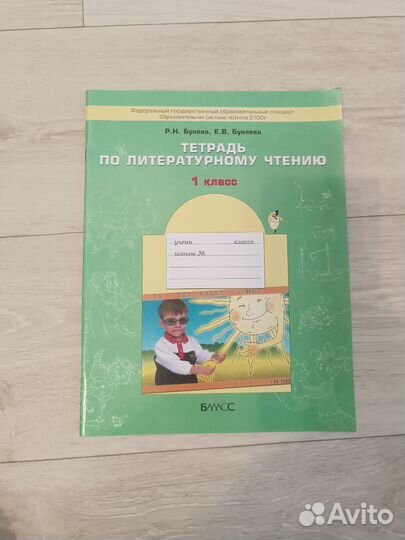 Федеральный государственный образовательный стандарт
Образовательная система «Школа 2100»
Р.Н. Бунеев, Е.В. Бунеева
ТЕТРАДЬ
ПО ЛИТЕРАТУРНОМУ ЧТЕНИЮ
1 класс
учени класса
школы №
БАЛАСС
Avito